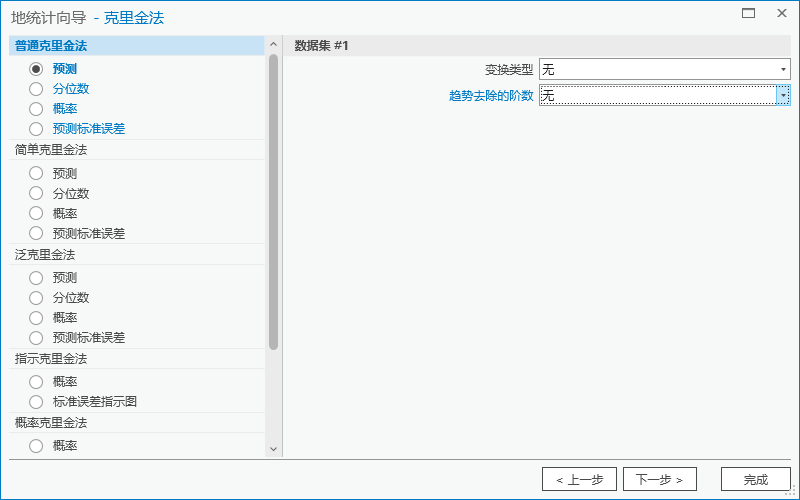 地统计向导 - 克里金法
普通克里金法
预测
分位数
概率
预测标准误差
简单克里金法
预测
分位数
概率
预测标准误差
泛克里金法
预测
分位数
概率
预测标准误差
指示克里金法
概率
标准误差指示图
概率克里金法
概率
数据集 #1
变换类型 无
趋势去除的阶数 无
< 上一步 下一步 > 完成